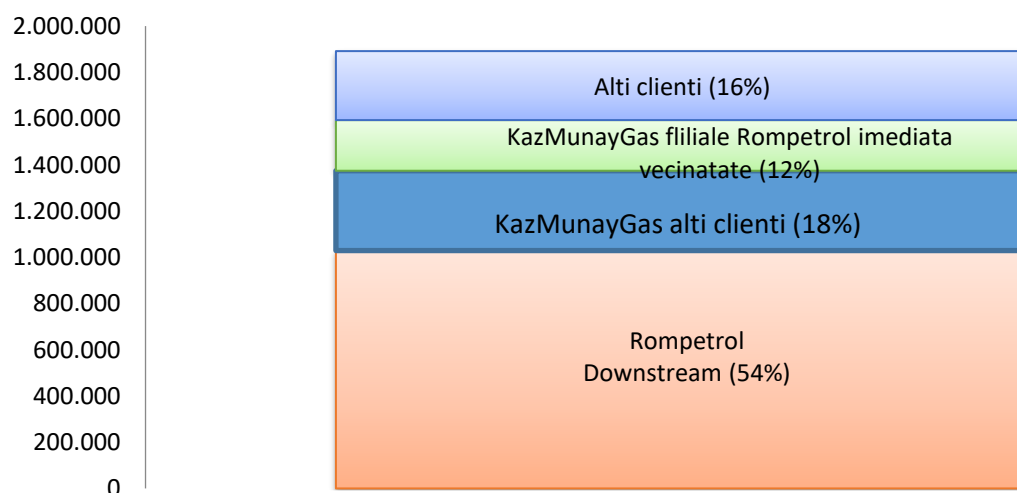 2.000.000
1.800.000
1.600.000
1.400.000
1.200.000
1.000.000
800.000
600.000
400.000
200.000
0
Alti clienti (16%)
KazMunayGas fliliale Rompetrol imediata
vecinatate (12%)
KazMunayGas alti clienti (18%)
Rompetrol
Downstream (54%)